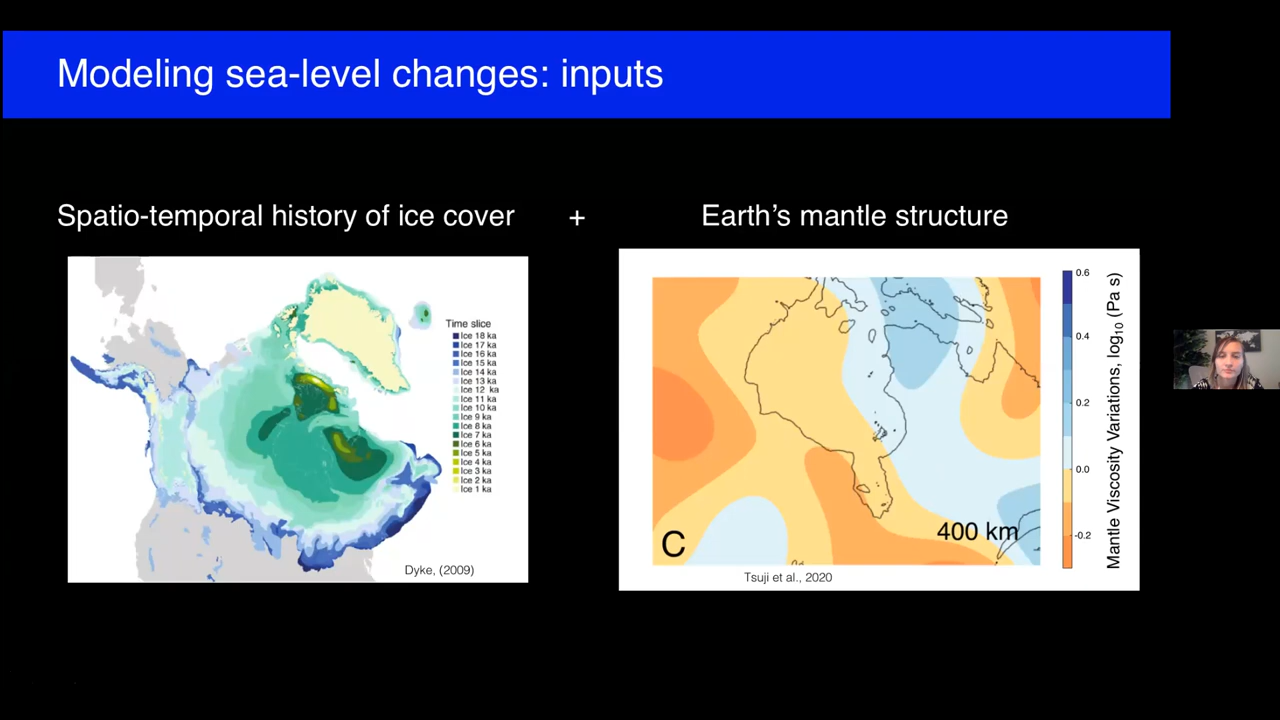 Modeling sea-level changes: inputs
Spatio-temporal history of ice cover + Earth's mantle structure
Time slice
Ice 18 ka
Ice 17 ka
Ice 16 ka
Ice 15 ka
Ice 14 ka
Ice 13 ka
Ice 12 ka
Ice 11 ka
Ice 10 ka
Ice 9 ka
Ice 8 ka
Ice 7 ka
Ice 6 ka
Ice 5 ka
Ice 4 ka
Ice 3 ka
Ice 2 ka
Ice 1 ka
Dyke, (2009)
C
400 km
0.6
0.4
0.2
0.0
-0.2
Mantle Viscosity Variations, log10 (Pa s)
Tsuji et al., 2020